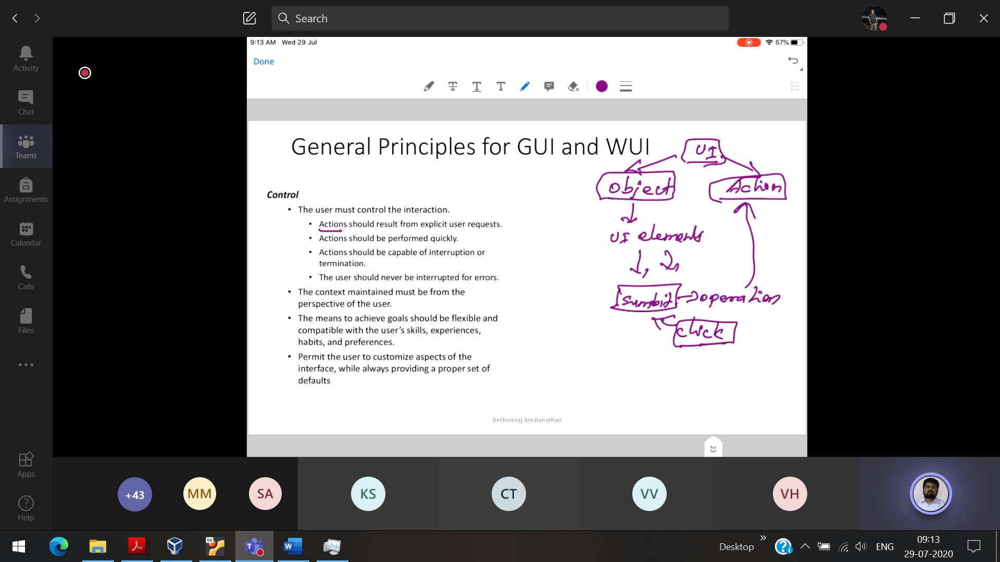 Search
9:13 AM Wed 29 Jul
57%
Done
Activity
Chat
Teams
Assignments
Calendar
Calls
Files
Apps
Help
General Principles for GUI and WUI
Control
• The user must control the interaction.
• Actions should result from explicit user requests.
• Actions should be performed quickly.
• Actions should be capable of interruption or
termination.
• The user should never be interrupted for errors.
• The context maintained must be from the
perspective of the user.
• The means to achieve goals should be flexible and
compatible with the user’s skills, experiences,
habits, and preferences.
• Permit the user to customize aspects of the
interface, while always providing a proper set of
defaults
UI
Object
Action
UI elements
1, 2,
Sumbit → operation
click
Anthoniraj Amalanathan
23
+43
MM
SA
KS
CT
VV
VH
64
Desktop
ENG
09:13
29-07-2020